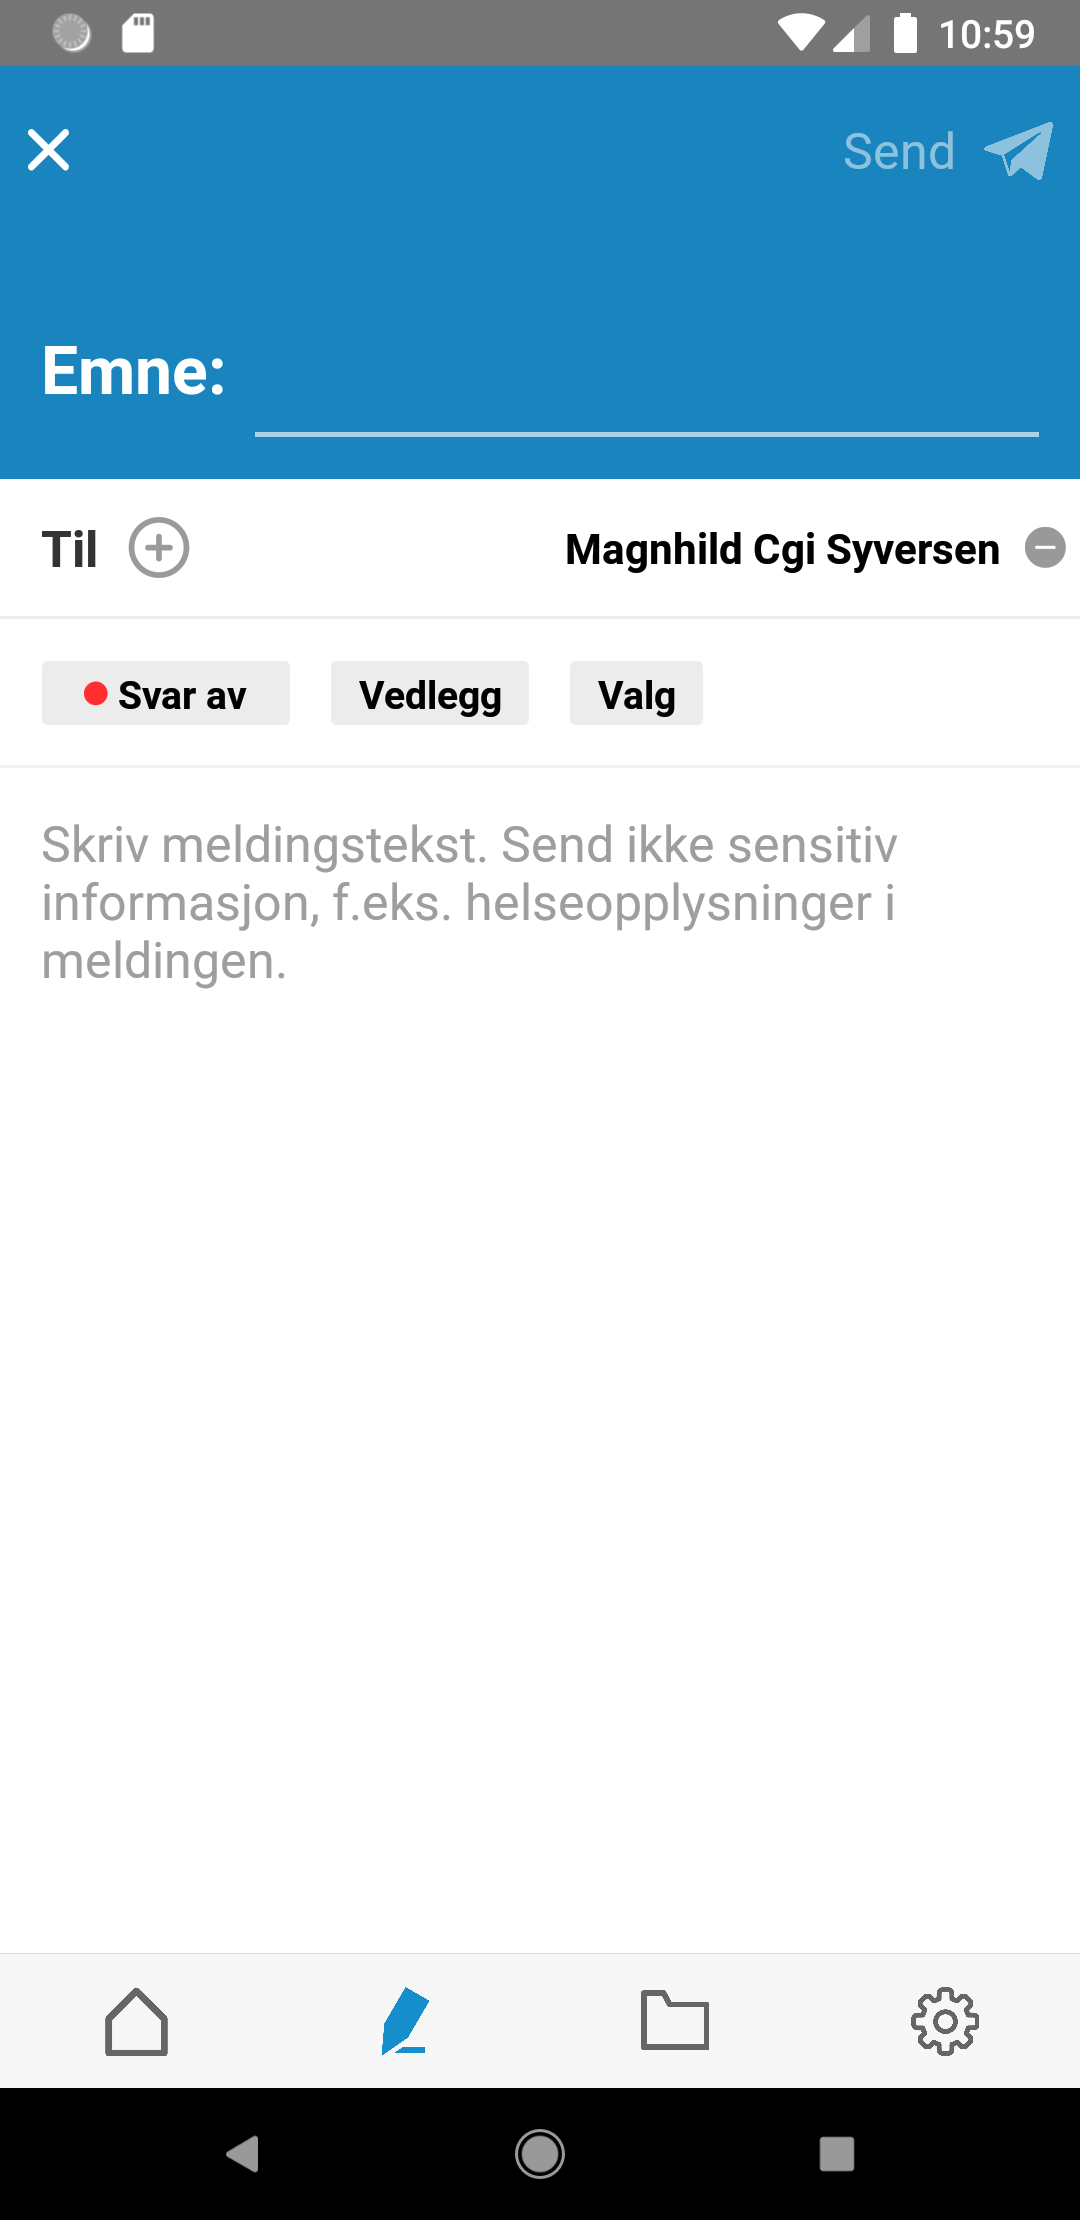 10:59
Send
Emne:
Til
Magnhild Cgi Syversen
Svar av
Vedlegg
Valg
Skriv meldingstekst. Send ikke sensitiv
informasjon, f.eks. helseopplysninger i
meldingen.